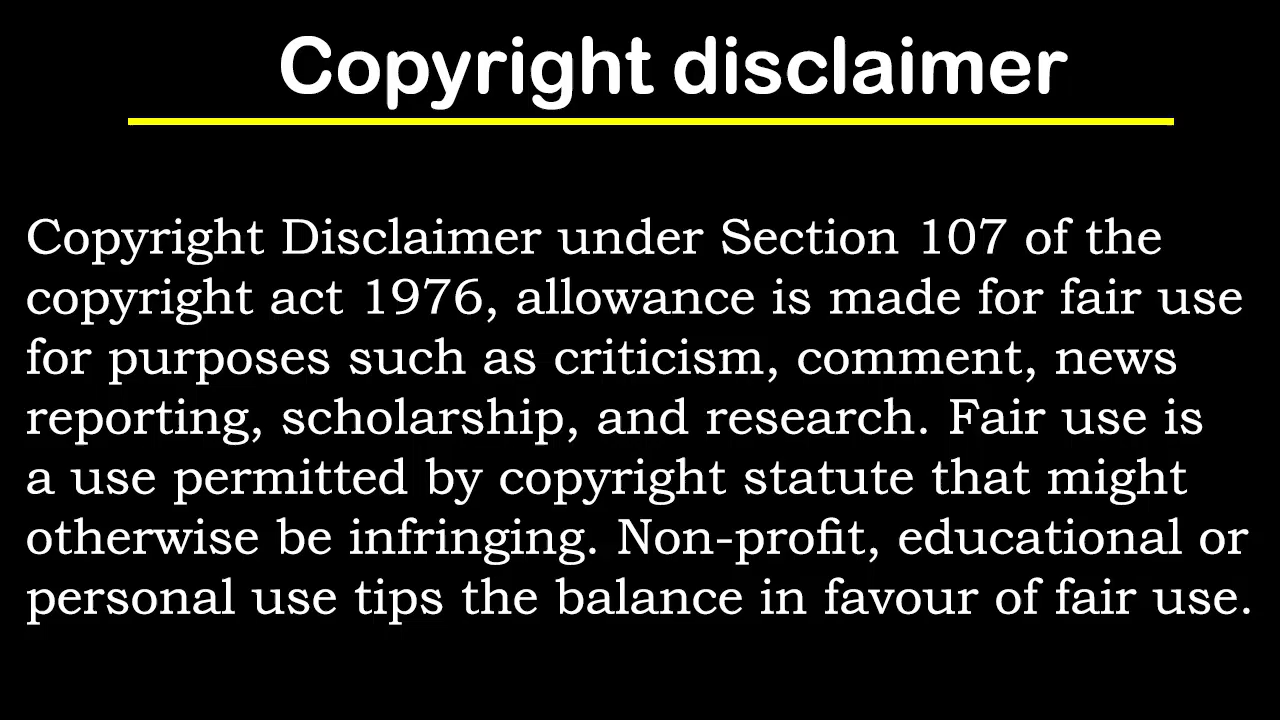 Copyright disclaimer
Copyright Disclaimer under Section 107 of the
copyright act 1976, allowance is made for fair use
for purposes such as criticism, comment, news
reporting, scholarship, and research. Fair use is
a use permitted by copyright statute that might
otherwise be infringing. Non-profit, educational or
personal use tips the balance in favour of fair use.